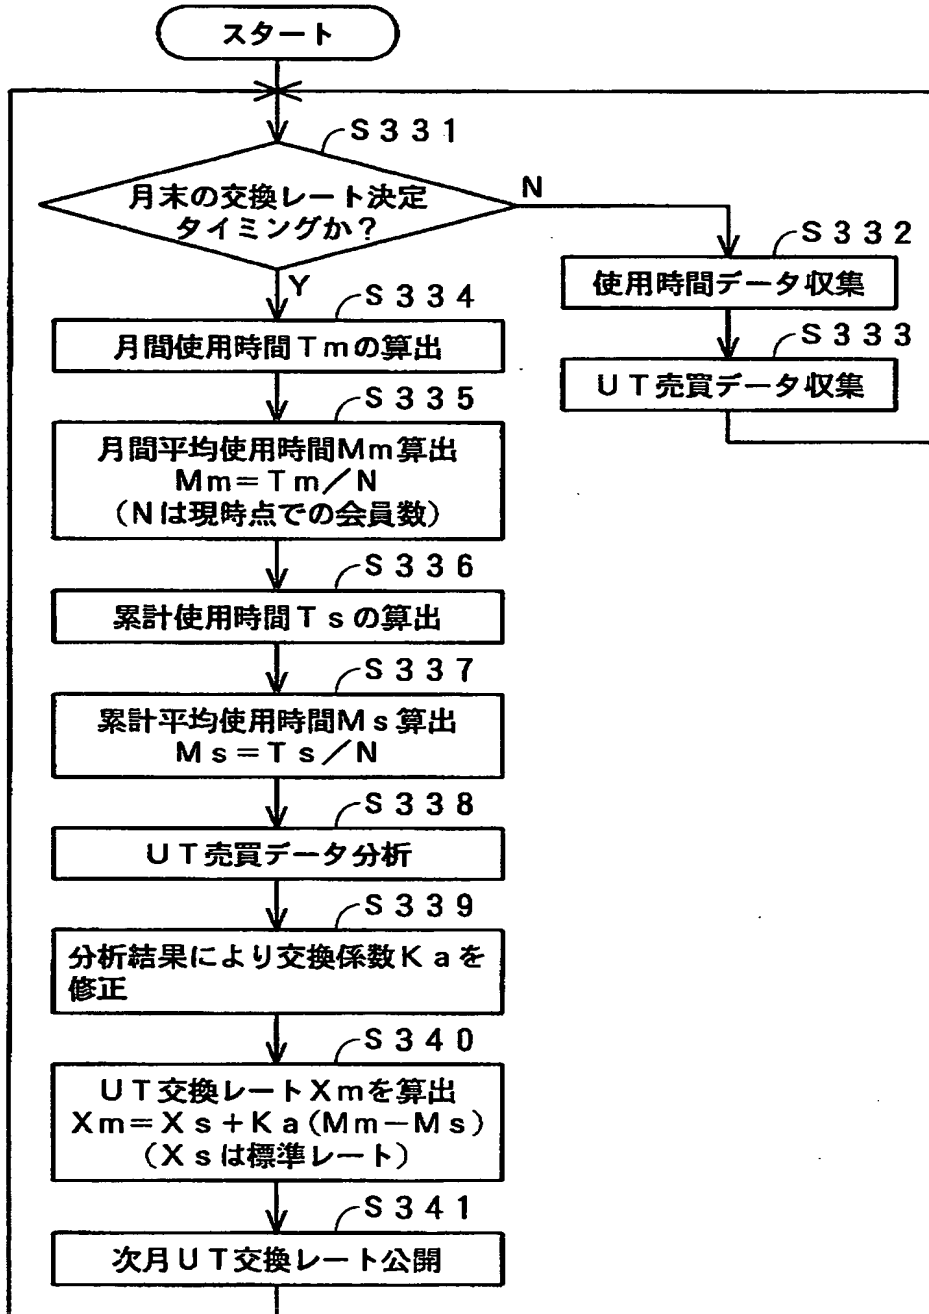 スタート
S331
月末の交換レート決定
タイミングか?
N
Y
S332
使用時間データ収集
S333
UT売買データ収集
S334
月間使用時間Tmの算出
S335
月間平均使用時間Mm算出
Mm=Tm/N
(Nは現時点での会員数)
S336
累計使用時間Tsの算出
S337
累計平均使用時間Ms算出
Ms=Ts/N
S338
UT売買データ分析
S339
分析結果により交換係数Kaを
修正
S340
UT交換レートXmを算出
Xm=Xs+Ka(Mm-Ms)
(Xsは標準レート)
S341
次月UT交換レート公開